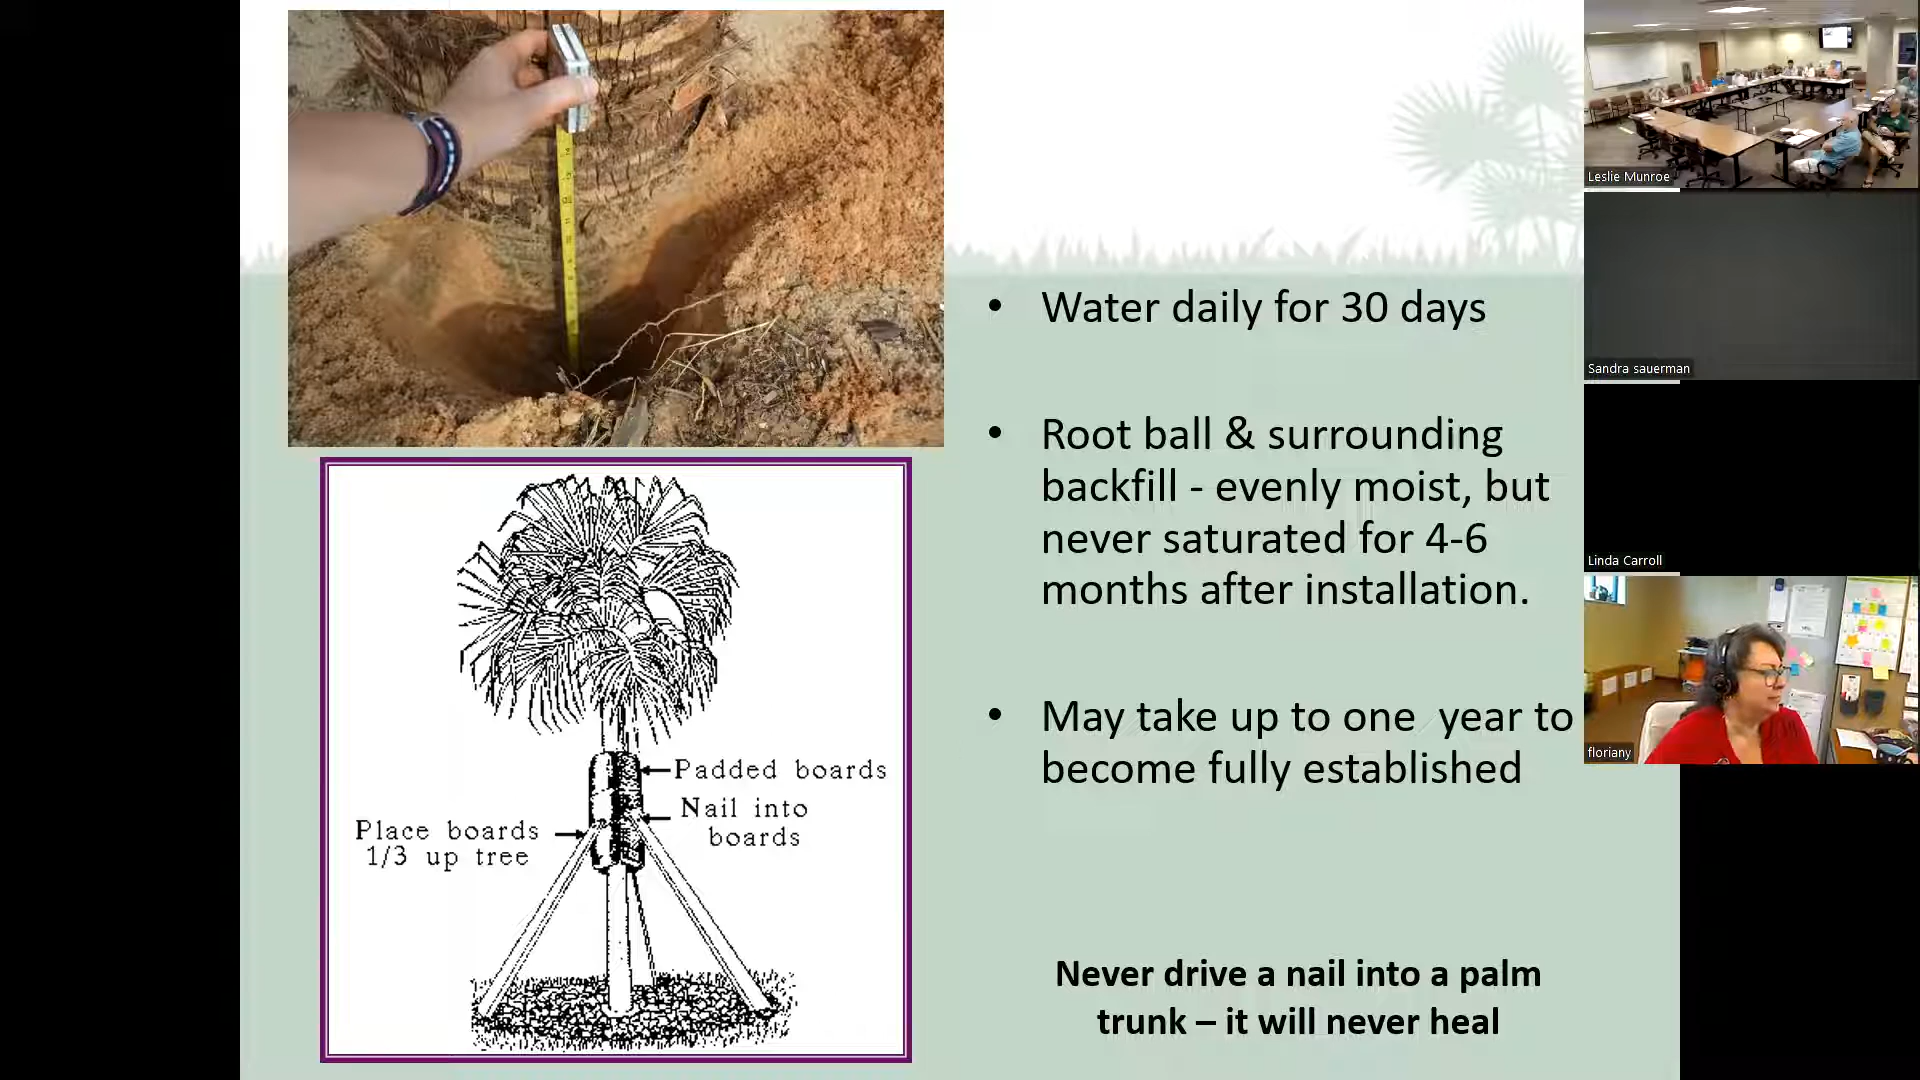 • Water daily for 30 days
• Root ball & surrounding
backfill - evenly moist, but
never saturated for 4-6
months after installation.
• May take up to one  year to
become fully established
Never drive a nail into a palm
trunk – it will never heal
Padded boards
Nail into
boards
Place boards
1/3 up tree
Leslie Munroe
Sandra sauerman
Linda Carroll
floriany